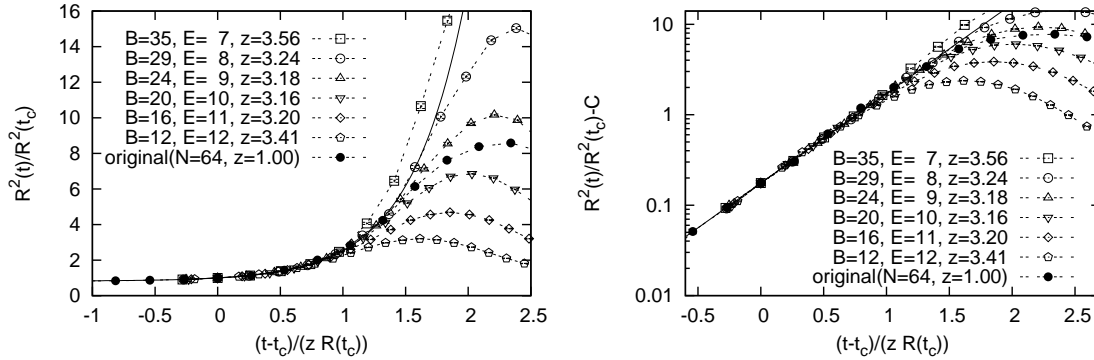 R²(t)/R²(t_c)
16
14
12
10
8
6
4
2
0
B=35, E= 7, z=3.56
B=29, E= 8, z=3.24
B=24, E= 9, z=3.18
B=20, E=10, z=3.16
B=16, E=11, z=3.20
B=12, E=12, z=3.41
original(N=64, z=1.00)
-1 -0.5 0 0.5 1 1.5 2 2.5
(t-t_c)/(z R(t_c))
R²(t)/R²(t_c)-C
10
1
0.1
0.01
B=35, E= 7, z=3.56
B=29, E= 8, z=3.24
B=24, E= 9, z=3.18
B=20, E=10, z=3.16
B=16, E=11, z=3.20
B=12, E=12, z=3.41
original(N=64, z=1.00)
-0.5 0 0.5 1 1.5 2 2.5
(t-t_c)/(z R(t_c))